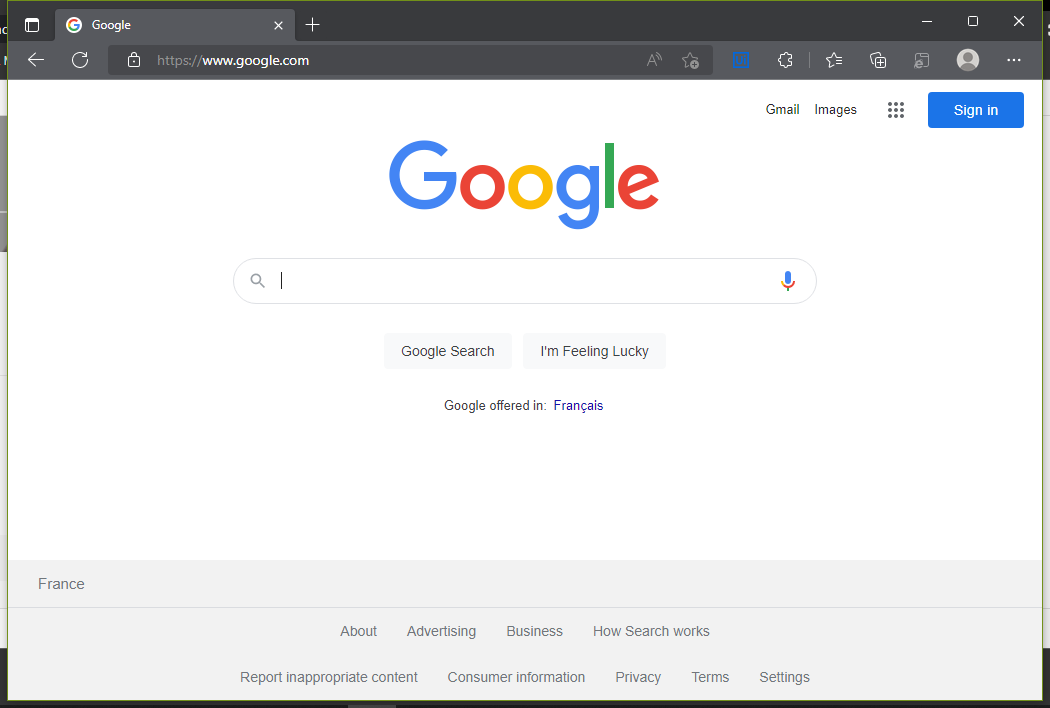 Google
https://www.google.com
Gmail Images Sign in
Google
Google Search I'm Feeling Lucky
Google offered in: Français
France
About Advertising Business How Search works
Report inappropriate content Consumer information Privacy Terms Settings